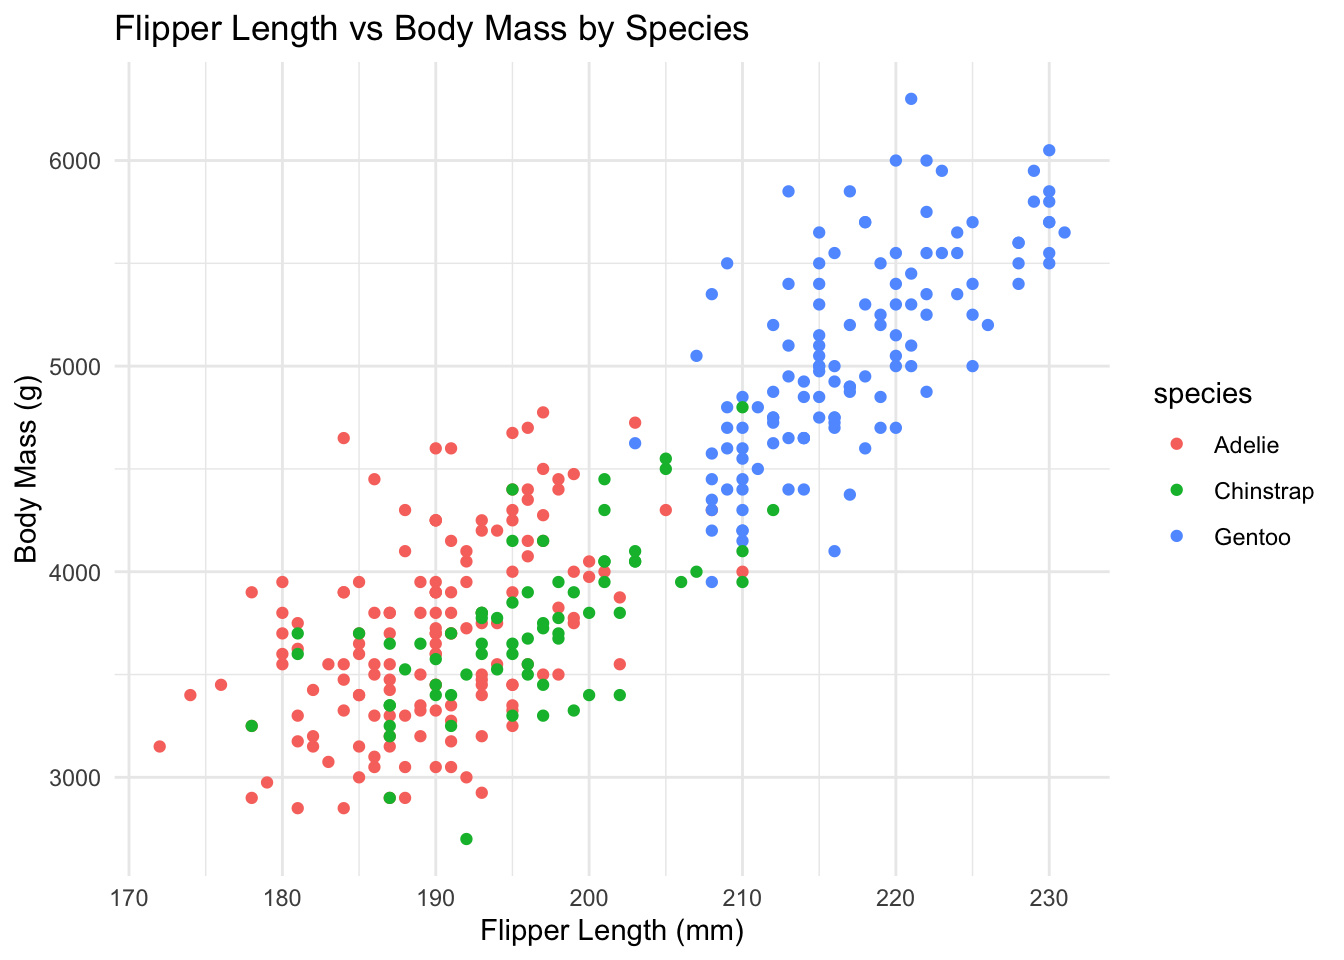 Flipper Length vs Body Mass by Species
Body Mass (g)
6000
5000
4000
3000
170 180 190 200 210 220 230
Flipper Length (mm)
species
Adelie
Chinstrap
Gentoo